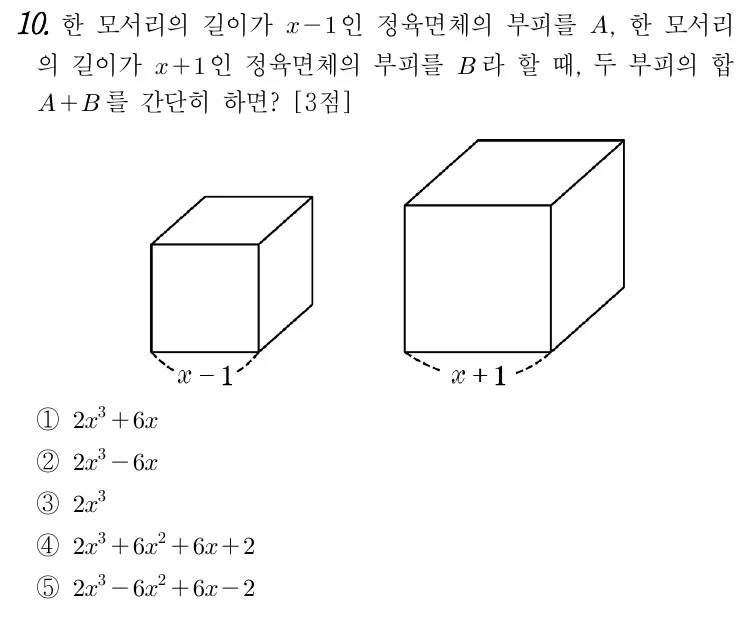 10. 한 모서리의 길이가 x-1인 정육면체의 부피를 A, 한 모서리
의 길이가 x+1인 정육면체의 부피를 B라 할 때, 두 부피의 합
A+B를 간단히 하면? [3점]
x-1
x+1
① 2x³+6x
② 2x³-6x
③ 2x³
④ 2x³+6x²+6x+2
⑤ 2x³-6x²+6x-2